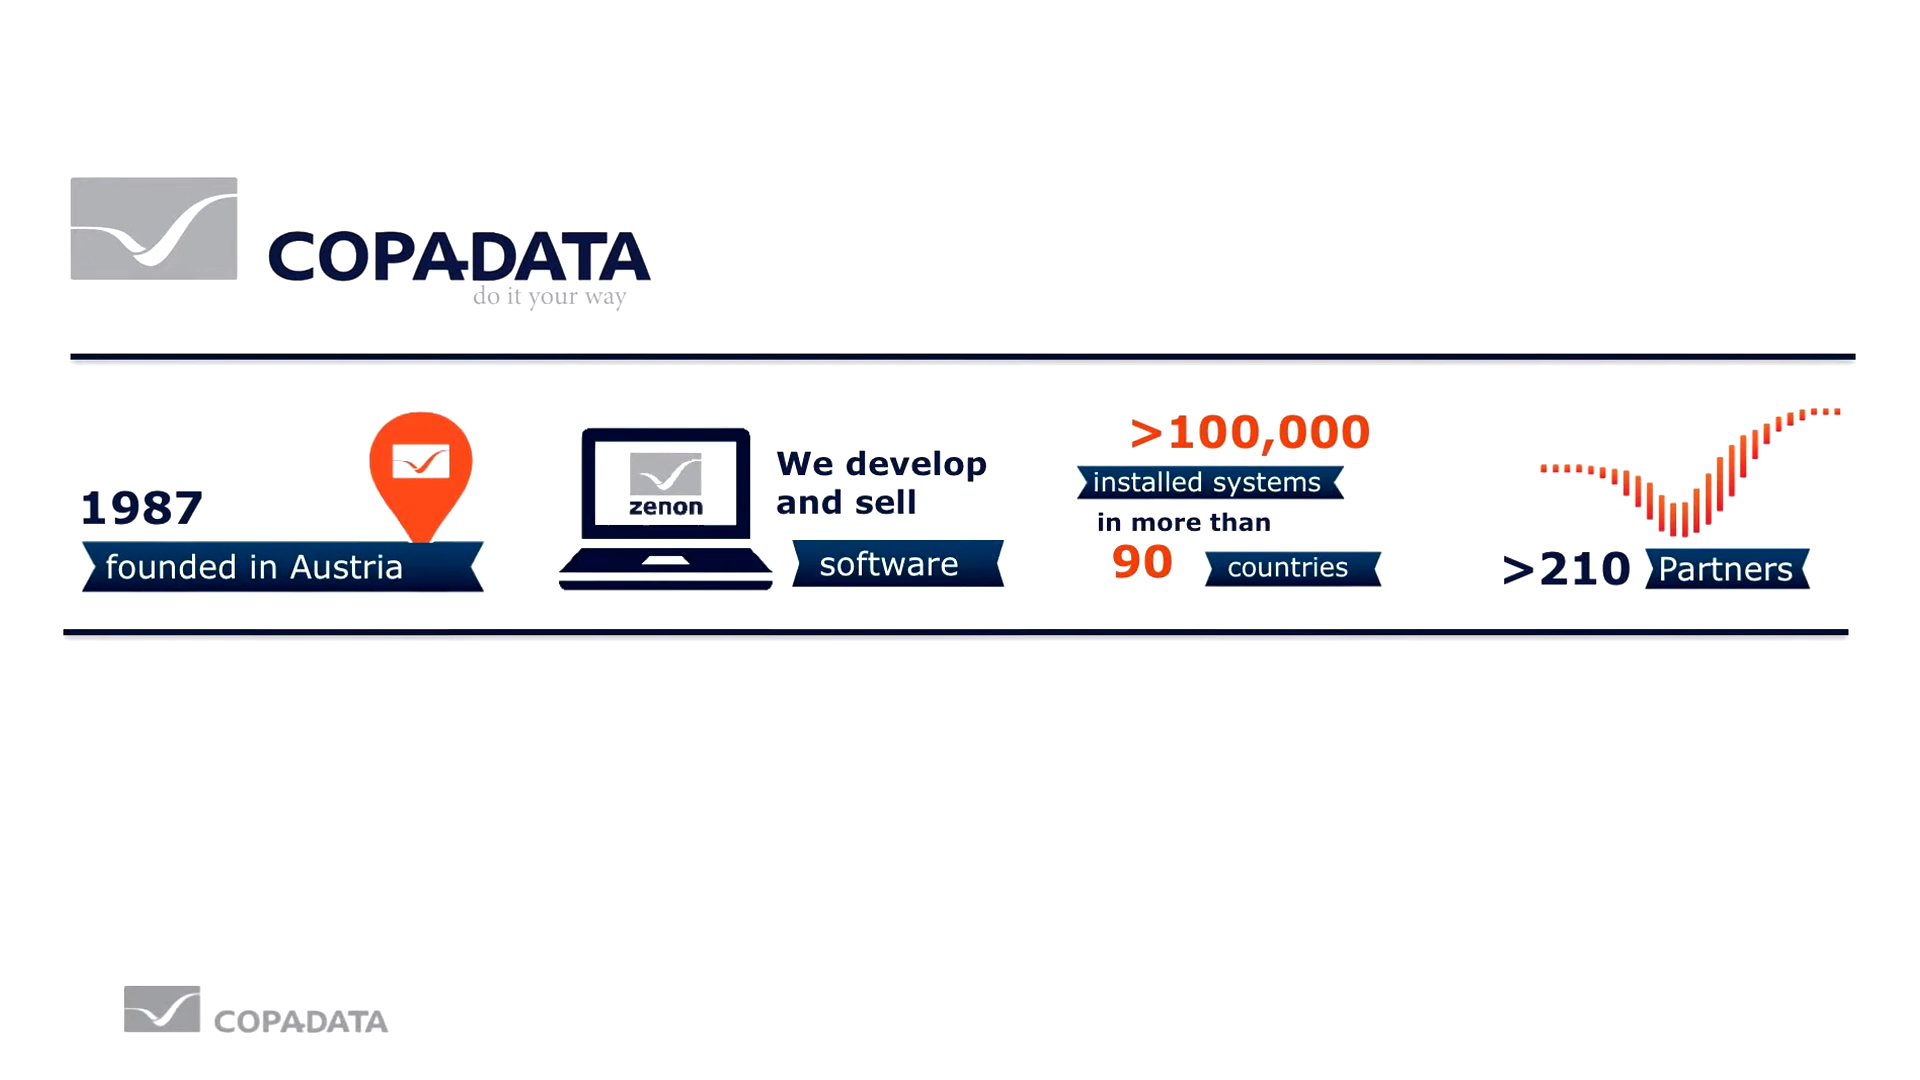 COPADATA
do it your way
1987
founded in Austria
zenon
We develop
and sell
software
>100,000
installed systems
in more than
90 countries
>210 Partners
COPADATA